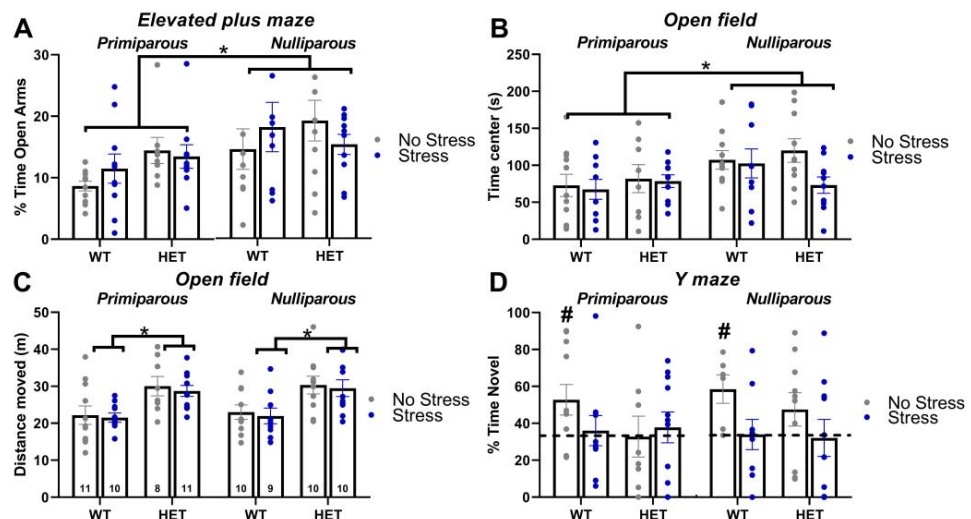 A
Elevated plus maze
Primiparous
Nulliparous
*
% Time Open Arms
30
20
10
0
WT
HET
WT
HET
No Stress
Stress
B
Open field
Primiparous
Nulliparous
*
Time center (s)
250
200
150
100
50
0
WT
HET
WT
HET
No Stress
Stress
C
Open field
Primiparous
Nulliparous
*
*
Distance moved (m)
50
40
30
20
10
0
11
10
8
11
10
9
10
10
WT
HET
WT
HET
No Stress
Stress
D
Y maze
Primiparous
Nulliparous
#
#
% Time Novel
100
80
60
40
20
0
WT
HET
WT
HET
No Stress
Stress